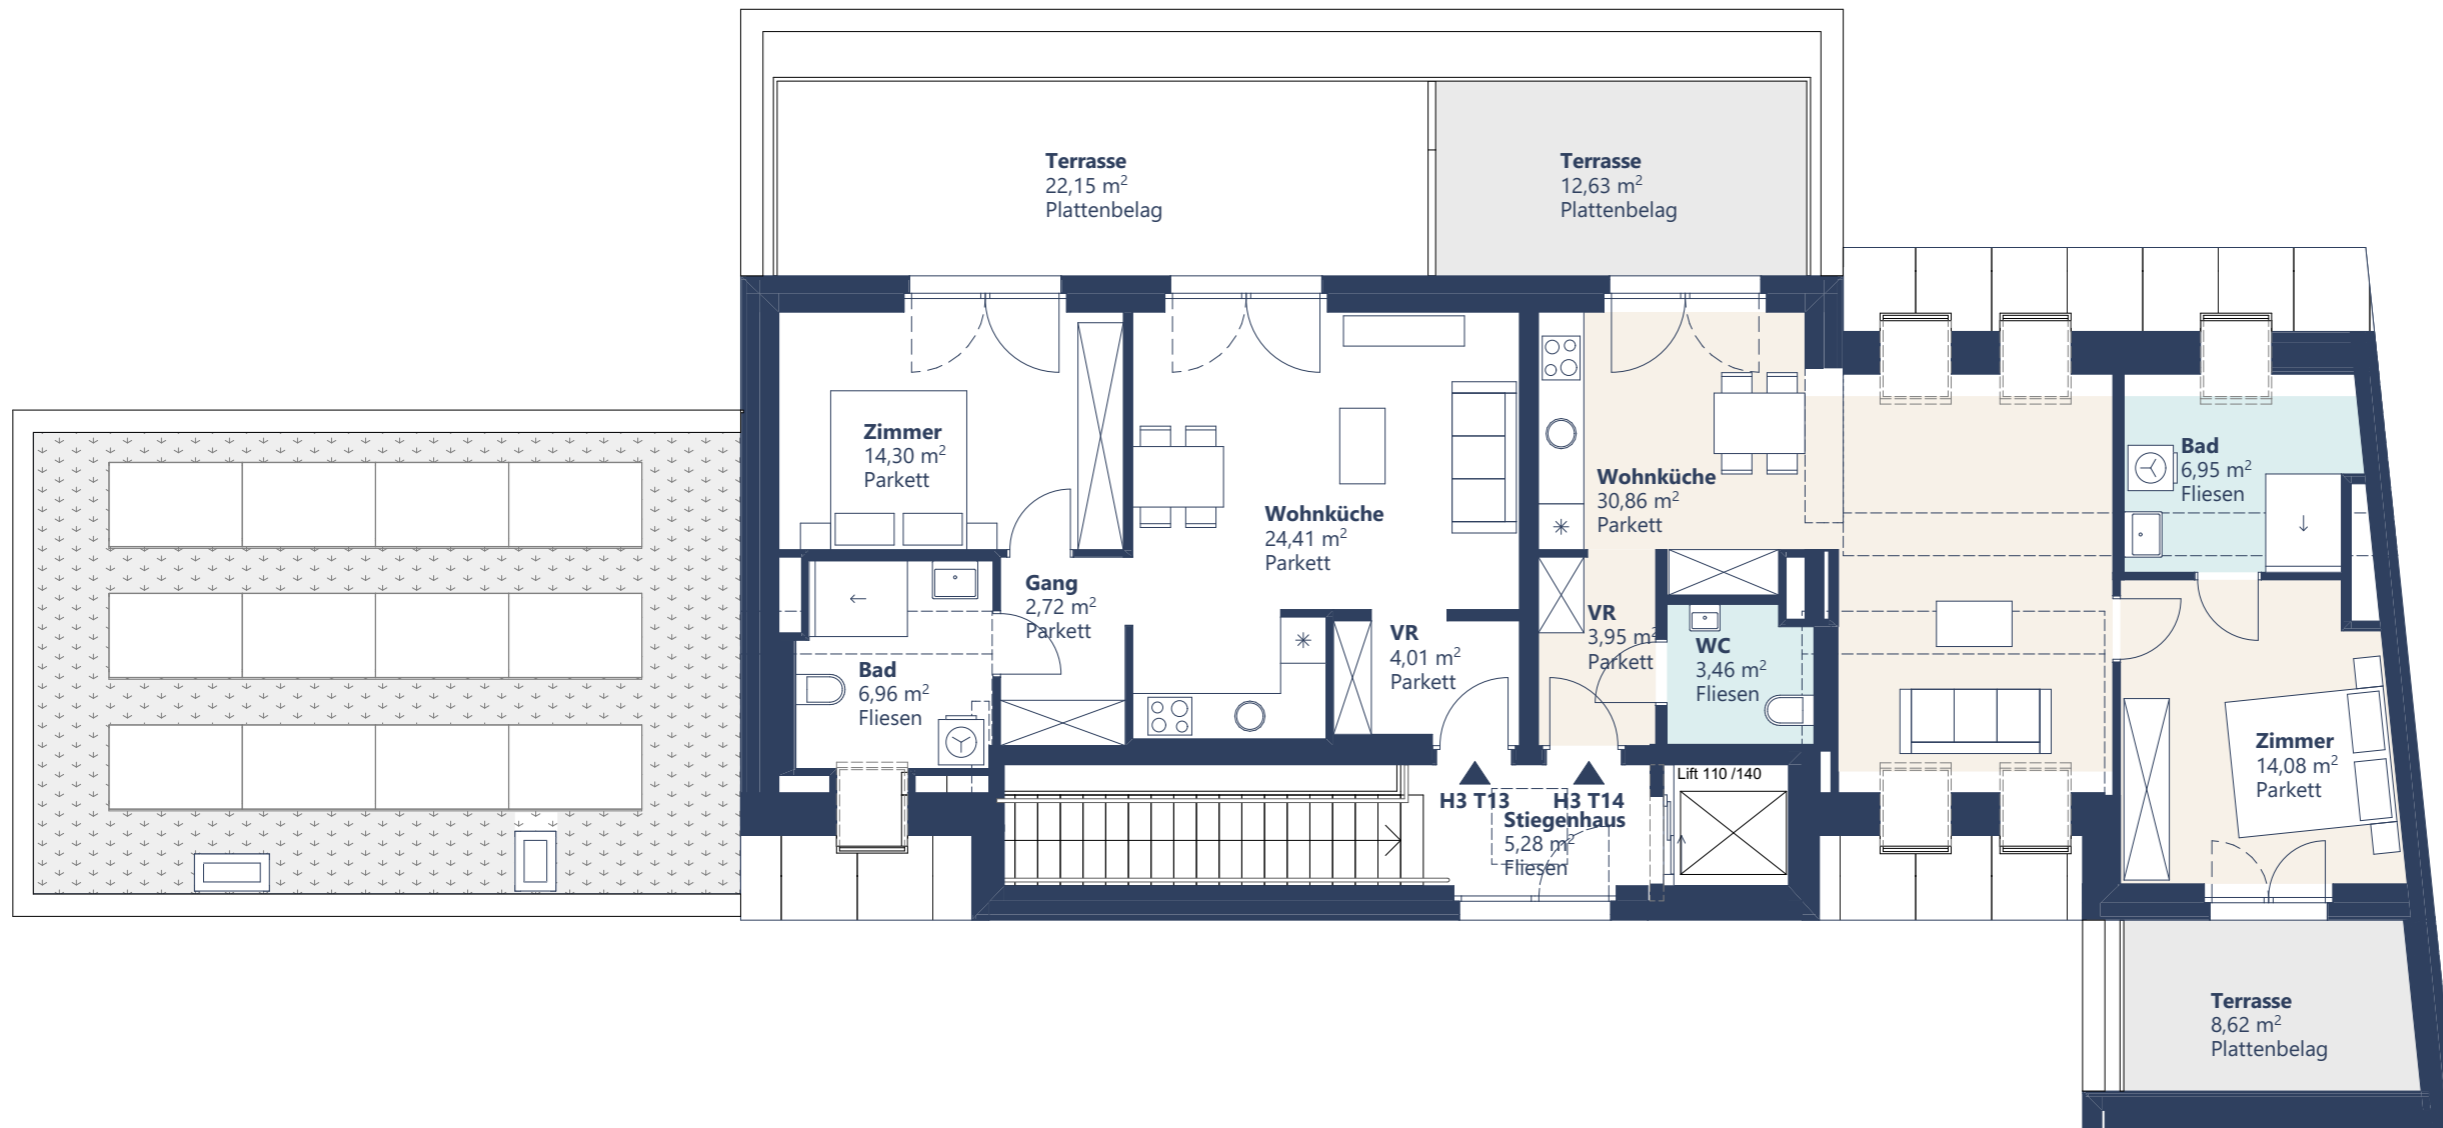 Terrasse
22,15 m²
Plattenbelag
Terrasse
12,63 m²
Plattenbelag
Zimmer
14,30 m²
Parkett
Wohnküche
24,41 m²
Parkett
Wohnküche
30,86 m²
Parkett
Bad
6,95 m²
Fliesen
Gang
2,72 m²
Parkett
Bad
6,96 m²
Fliesen
VR
4,01 m²
Parkett
VR
3,95 m²
Parkett
WC
3,46 m²
Fliesen
Zimmer
14,08 m²
Parkett
Lift 110 /140
H3 T13
H3 T14
Stiegenhaus
5,28 m²
Fliesen
Terrasse
8,62 m²
Plattenbelag